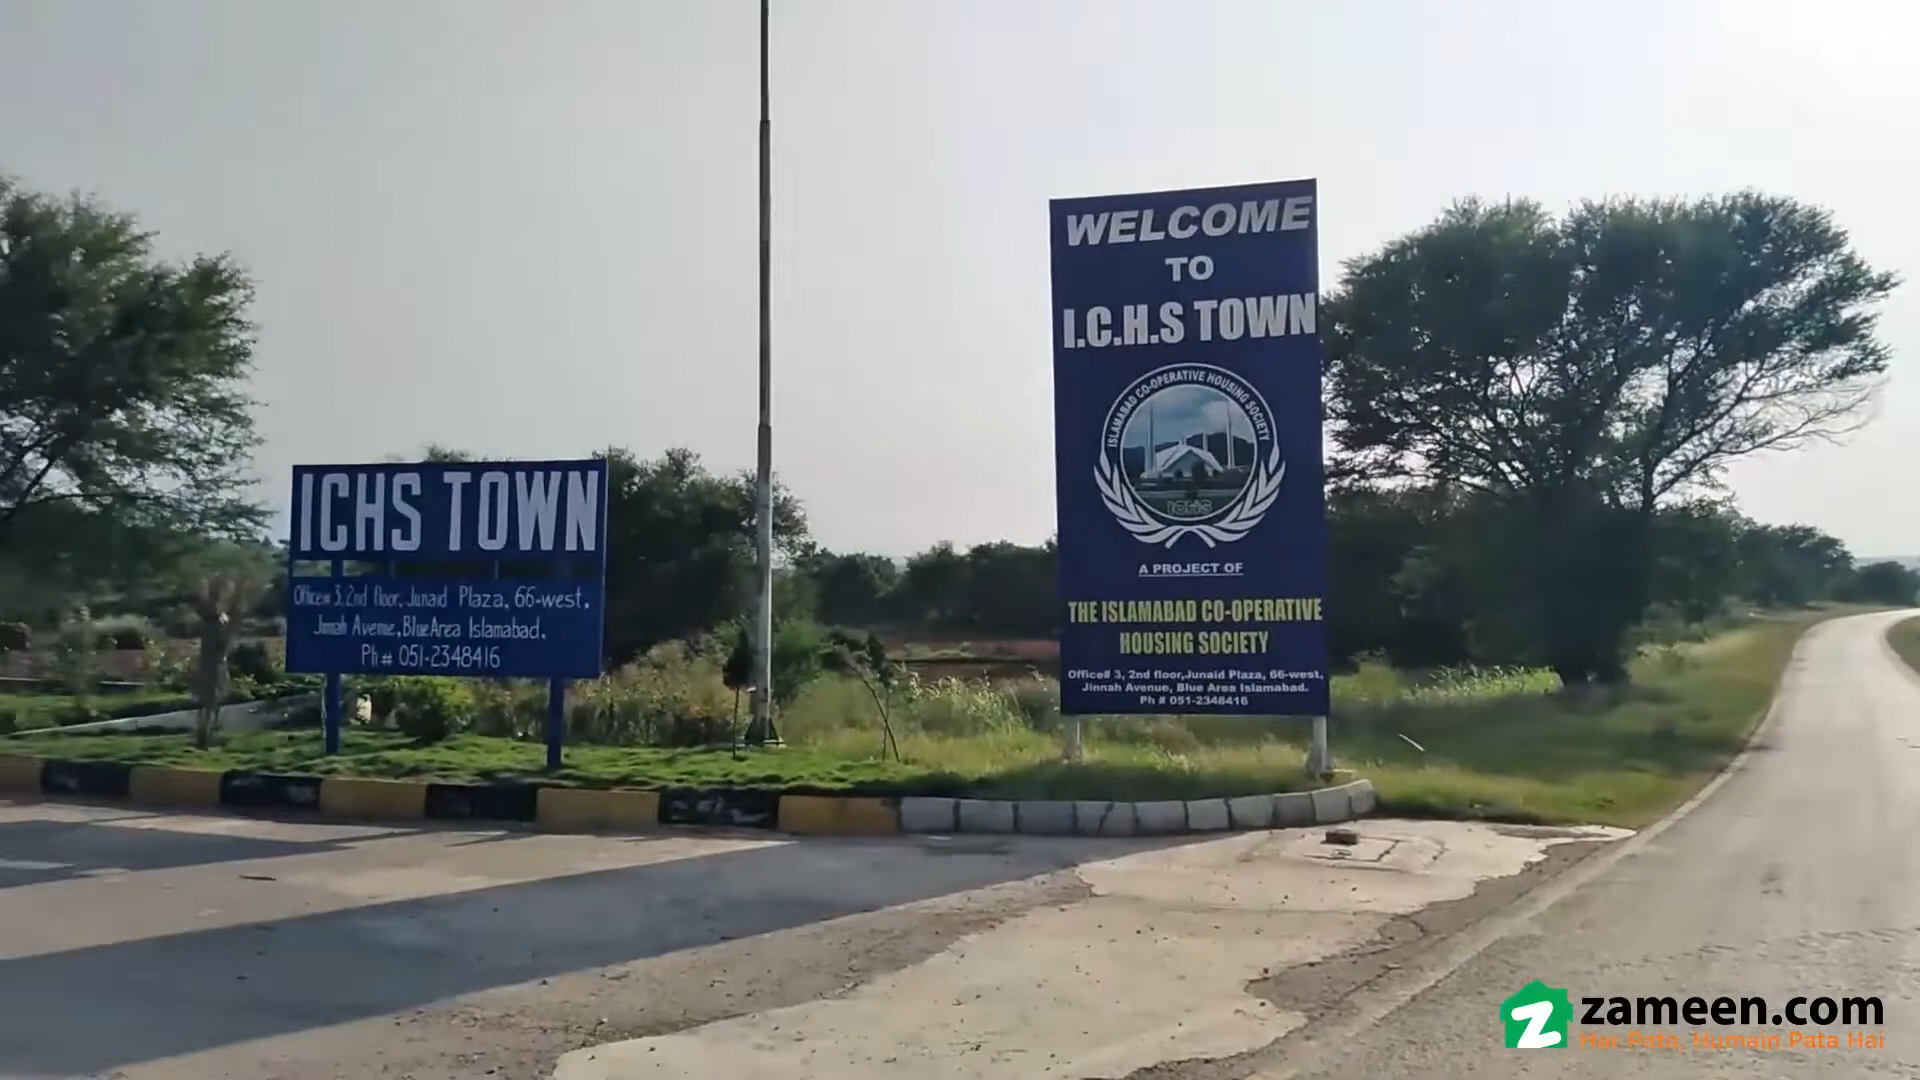 ICHS TOWN
Office# 3, 2nd floor, Junaid Plaza, 66-west,
Jinnah Avenue, Blue Area Islamabad.
Ph # 051-2348416
WELCOME
TO
I.C.H.S TOWN
ISLAMABAD CO-OPERATIVE HOUSING SOCIETY
ICHS
A PROJECT OF
THE ISLAMABAD CO-OPERATIVE
HOUSING SOCIETY
Office# 3, 2nd floor,Junaid Plaza, 66-west,
Jinnah Avenue, Blue Area Islamabad.
Ph # 051-2348416
zameen.com
Har Pata, Humain Pata Hai